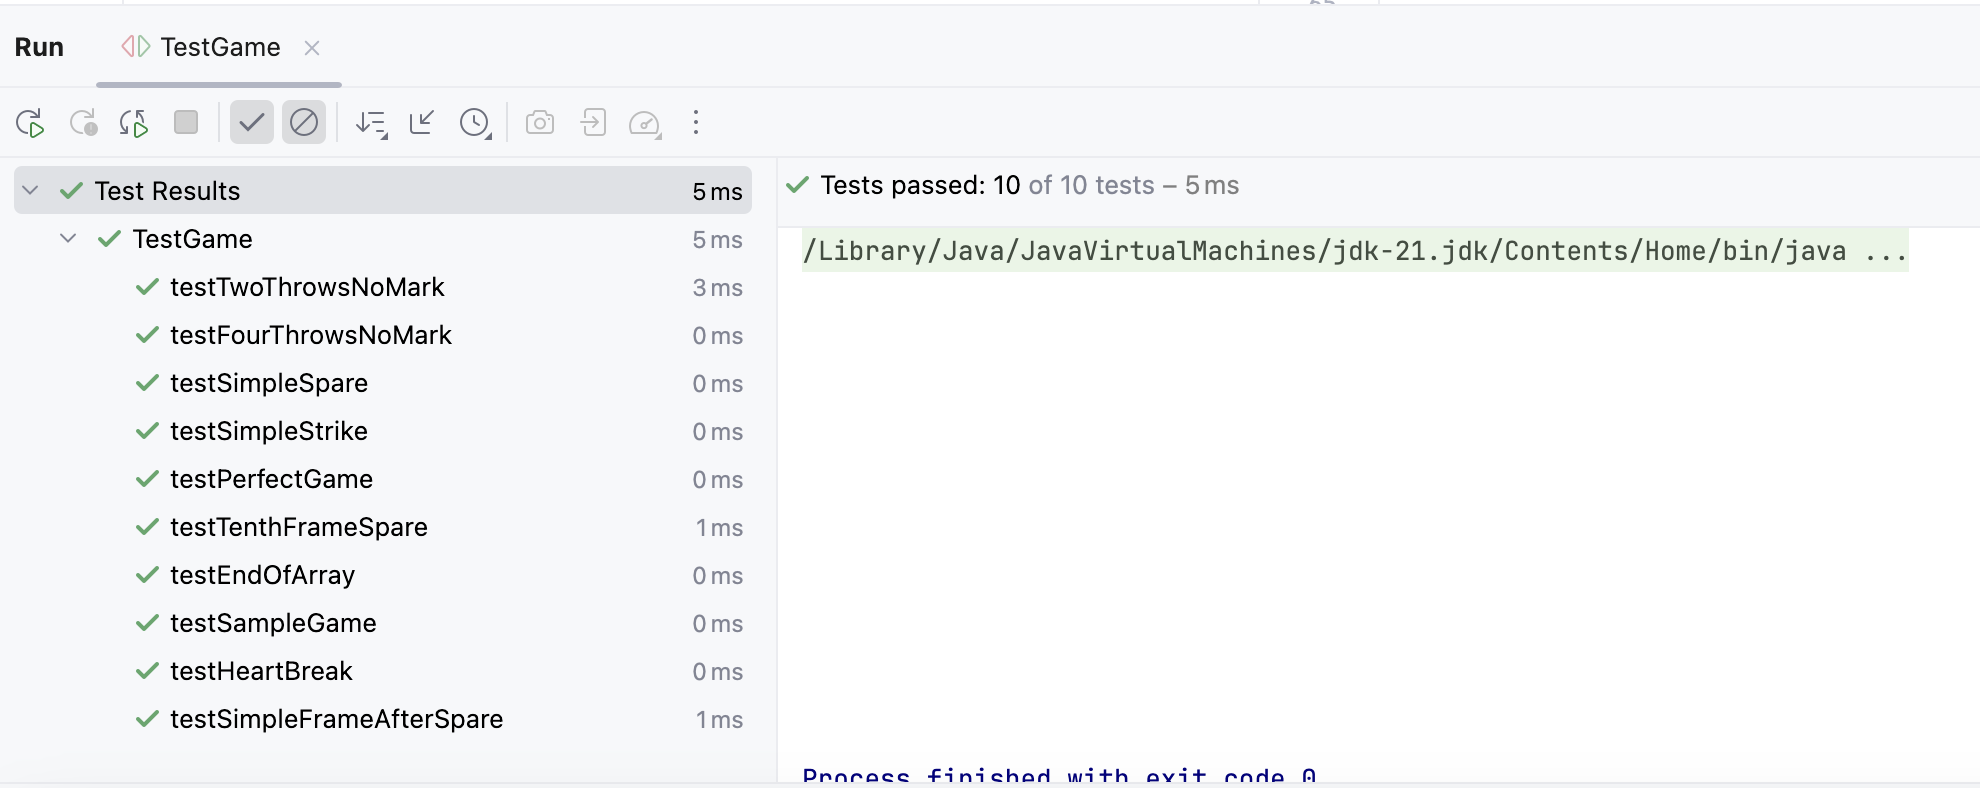 Run TestGame
Test Results 5 ms
TestGame 5 ms
testTwoThrowsNoMark 3 ms
testFourThrowsNoMark 0 ms
testSimpleSpare 0 ms
testSimpleStrike 0 ms
testPerfectGame 0 ms
testTenthFrameSpare 1 ms
testEndOfArray 0 ms
testSampleGame 0 ms
testHeartBreak 0 ms
testSimpleFrameAfterSpare 1 ms
Tests passed: 10 of 10 tests – 5 ms
/Library/Java/JavaVirtualMachines/jdk-21.jdk/Contents/Home/bin/java ...
Process finished with exit code 0